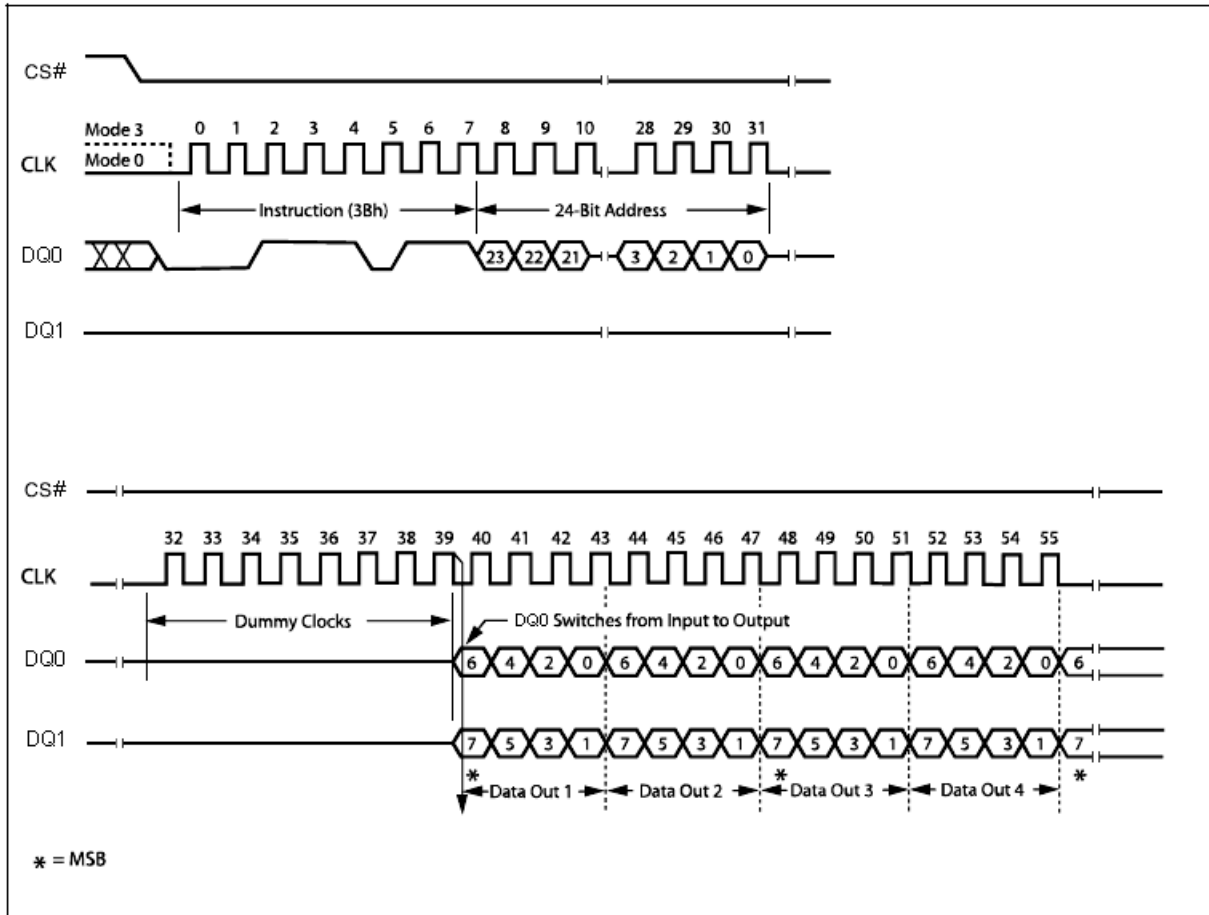 CS#
Mode 3
0 1 2 3 4 5 6 7 8 9 10 28 29 30 31
CLK
Mode 0
Instruction (3Bh) 24-Bit Address
DQ0
23 22 21 3 2 1 0
DQ1
CS#
32 33 34 35 36 37 38 39 40 41 42 43 44 45 46 47 48 49 50 51 52 53 54 55
CLK
Dummy Clocks
DQ0 Switches from Input to Output
DQ0
6 4 2 0 6 4 2 0 6 4 2 0 6 4 2 0 6
DQ1
7 5 3 1 7 5 3 1 7 5 3 1 7 5 3 1 7
* * *
Data Out 1 Data Out 2 Data Out 3 Data Out 4
* = MSB